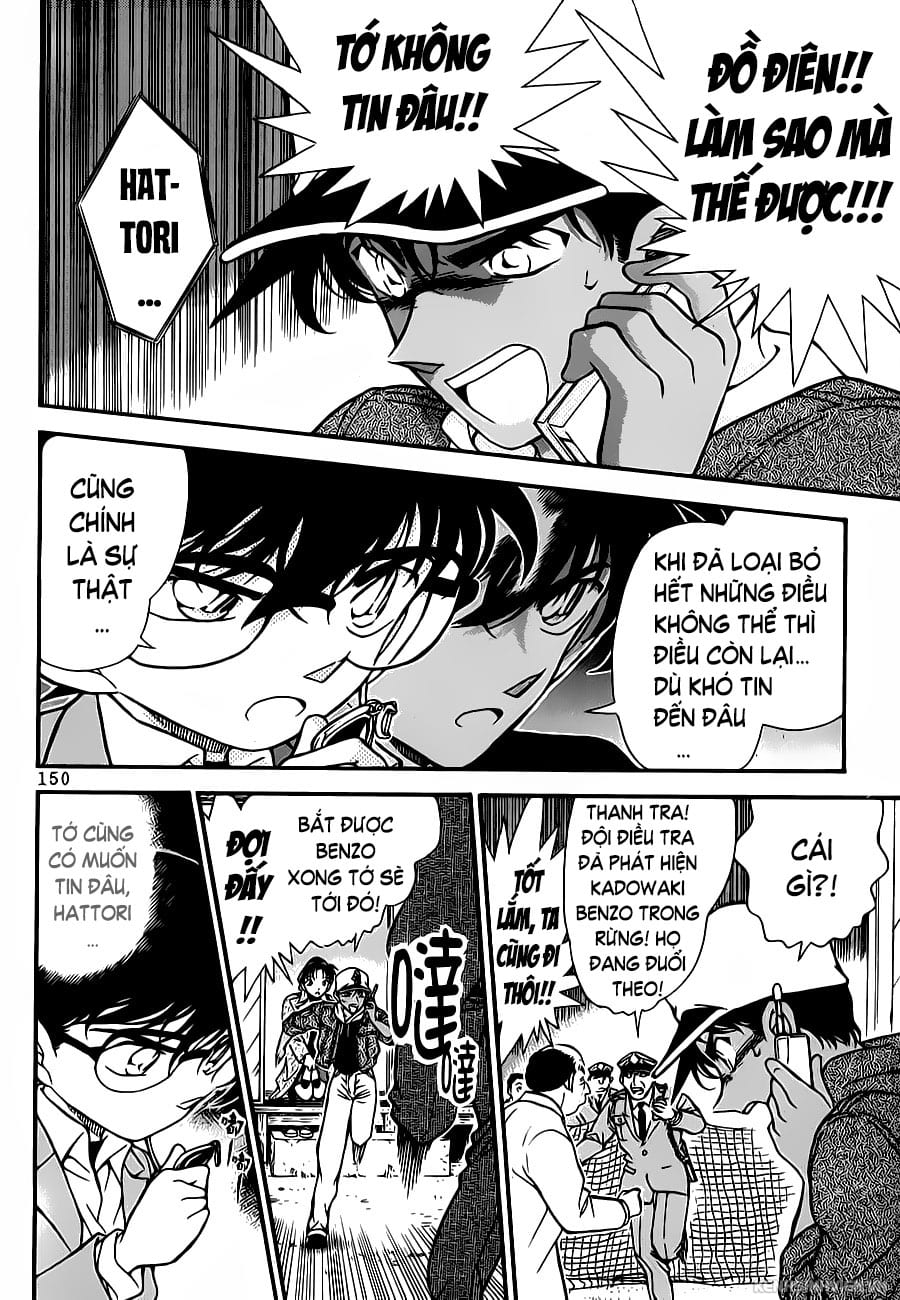 ĐỒ ĐIÊN!!
LÀM SAO MÀ
THẾ ĐƯỢC!!!
TỚ KHÔNG
TIN ĐÂU!!
HAT-
TORI
...
KHI ĐÃ LOẠI BỎ
HẾT NHỮNG ĐIỀU
KHÔNG THỂ THÌ
ĐIỀU CÒN LẠI...
DÙ KHÓ TIN
ĐẾN ĐÂU
...
CŨNG
CHÍNH
LÀ SỰ
THẬT
...
150
CÁI
GÌ?!
THANH TRA!
ĐỘI ĐIỀU TRA
ĐÃ PHÁT HIỆN
KADOWAKI
BENZO TRONG
RỪNG! HỌ
ĐANG ĐUỔI
THEO!
TỐT
LẮM, TA
CŨNG ĐI
THÔI!!
BẮT ĐƯỢC
BENZO
XONG TỚ SẼ
TỚI ĐÓ!
ĐỢI
ĐẤY
!!
噠
噠
TỚ CŨNG
CÓ MUỐN
TIN ĐÂU,
HATTORI
...